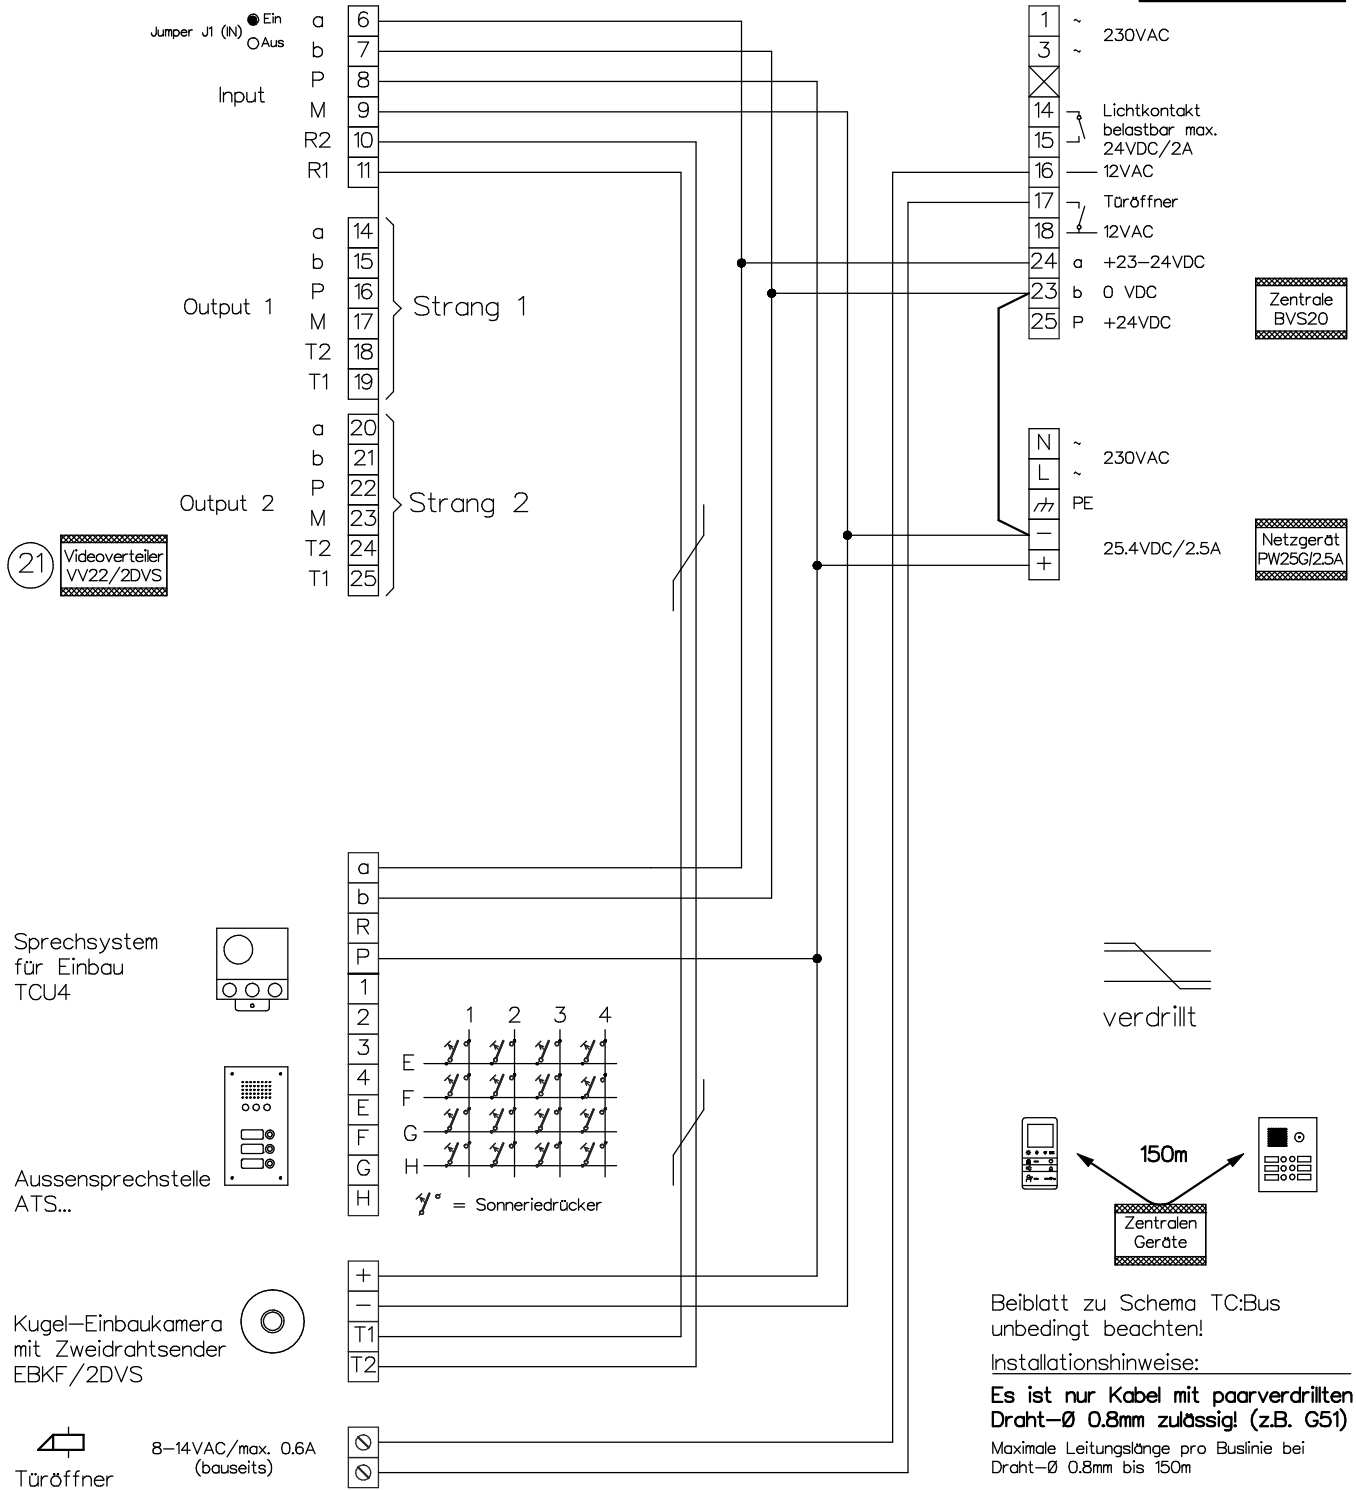 Jumper J1 (IN)
Ein
Aus
Input
a 6
b 7
P 8
M 9
R2 10
R1 11
Output 1
a 14
b 15
P 16
M 17
T2 18
T1 19
Strang 1
Output 2
a 20
b 21
P 22
M 23
T2 24
T1 25
Strang 2
21
Videoverteiler
VV22/2DVS
1 ~
3 ~
230VAC
14
15
Lichtkontakt
belastbar max.
24VDC/2A
16 12VAC
17 Türöffner
18 12VAC
24 a +23-24VDC
23 b 0 VDC
25 P +24VDC
Zentrale
BVS20
N ~
L ~
230VAC
PE
−
+
25.4VDC/2.5A
Netzgerät
PW25G/2.5A
Sprechsystem
für Einbau
TCU4
Aussensprechstelle
ATS...
a
b
R
P
1
2
3
4
E
F
G
H
1 2 3 4
E
F
G
H
= Sonneriedrücker
Kugel-Einbaukamera
mit Zweidrahtsender
EBKF/2DVS
+
−
T1
T2
Türöffner
8-14VAC/max. 0.6A
(bauseits)
verdrillt
150m
Zentralen
Geräte
Beiblatt zu Schema TC:Bus
unbedingt beachten!
Installationshinweise:
Es ist nur Kabel mit paarverdrillten
Draht-Ø 0.8mm zulässig! (z.B. G51)
Maximale Leitungslänge pro Buslinie bei
Draht-Ø 0.8mm bis 150m